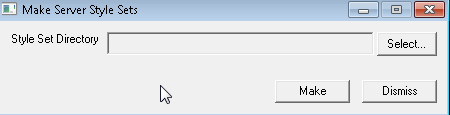 Make Server Style Sets
Style Set Directory Select...
Make Dismiss